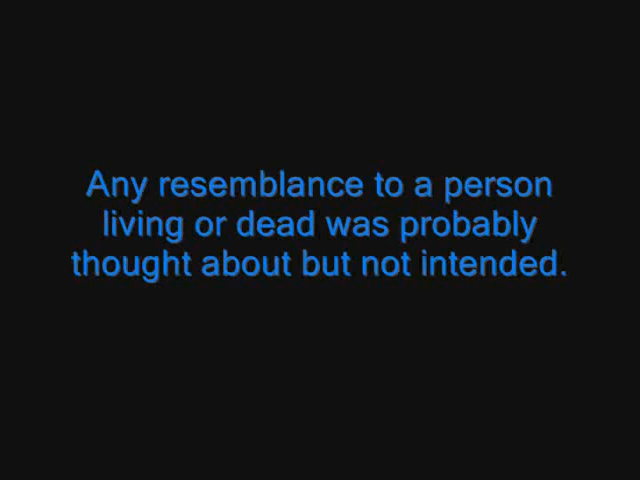 Any resemblance to a person
living or dead was probably
thought about but not intended.